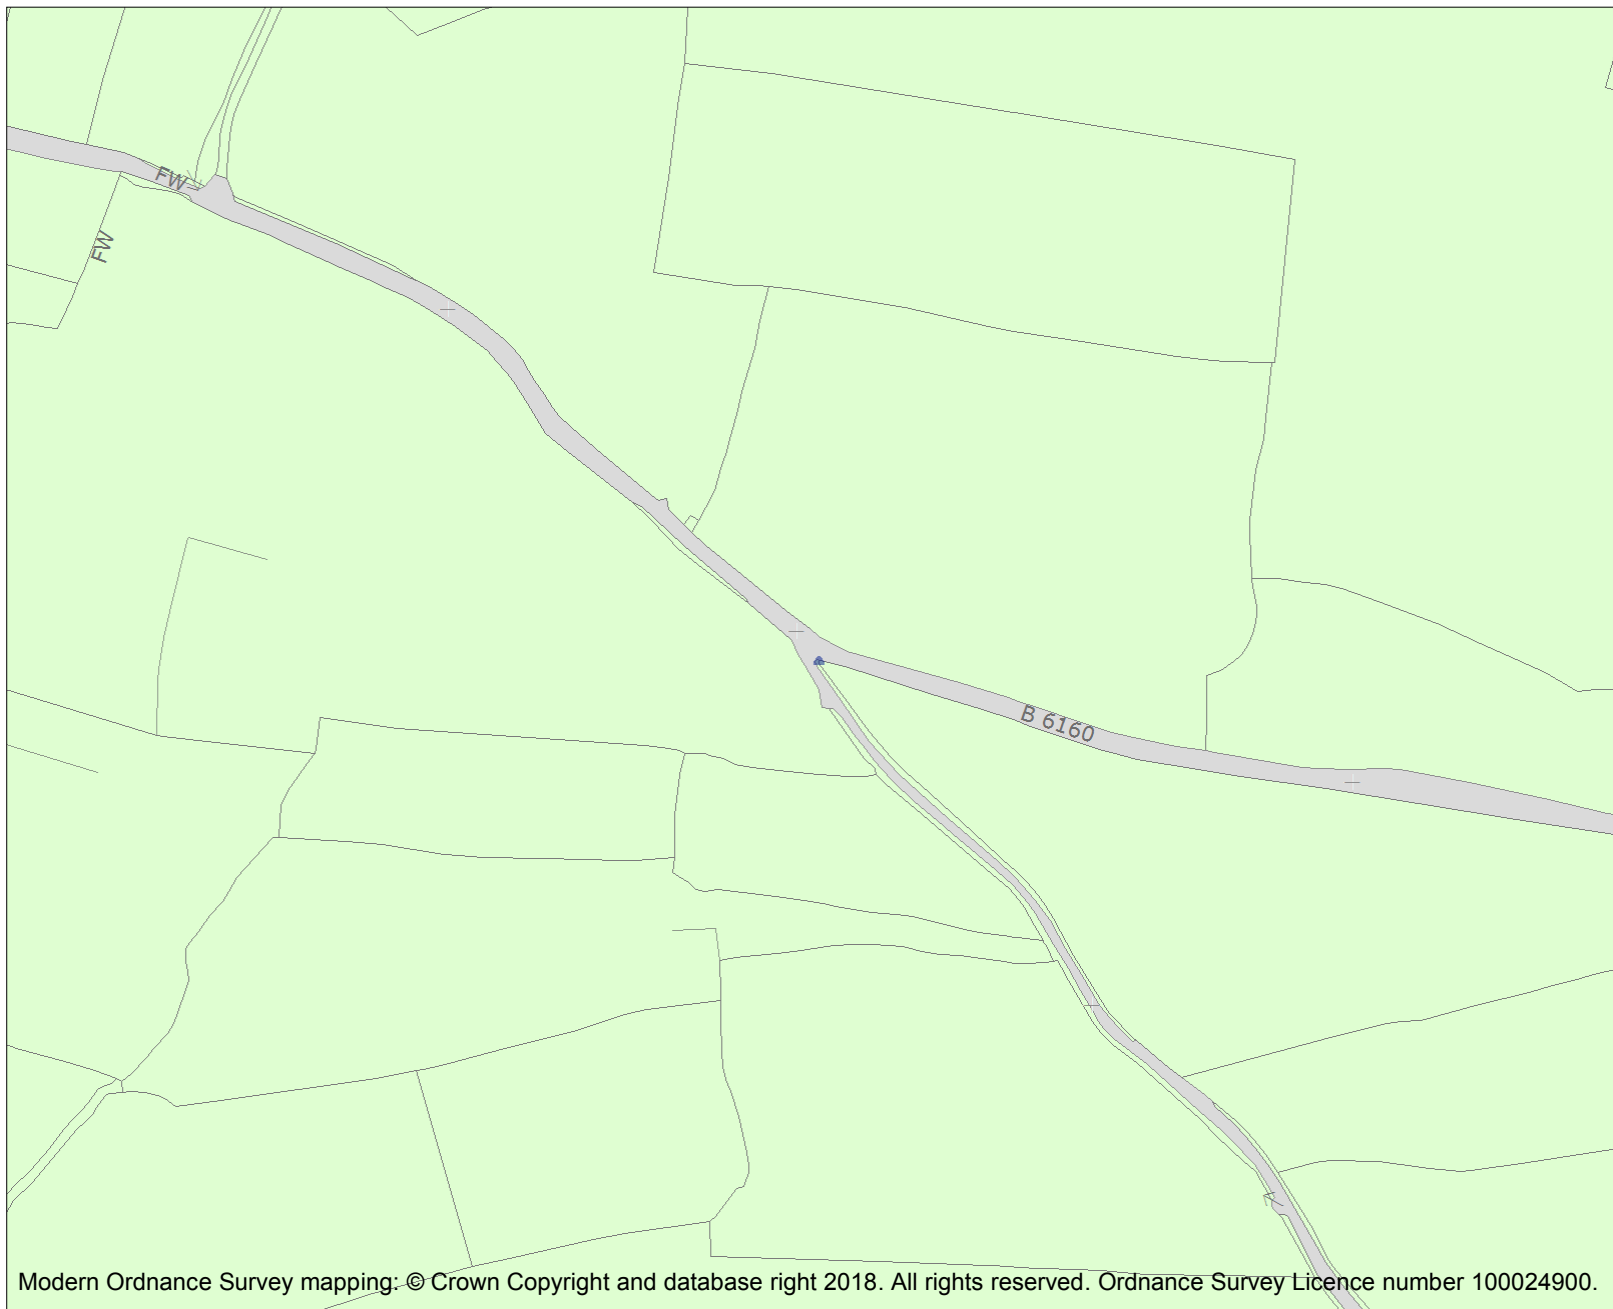 FW
FW
B 6160
Modern Ordnance Survey mapping: © Crown Copyright and database right 2018. All rights reserved. Ordnance Survey Licence number 100024900.